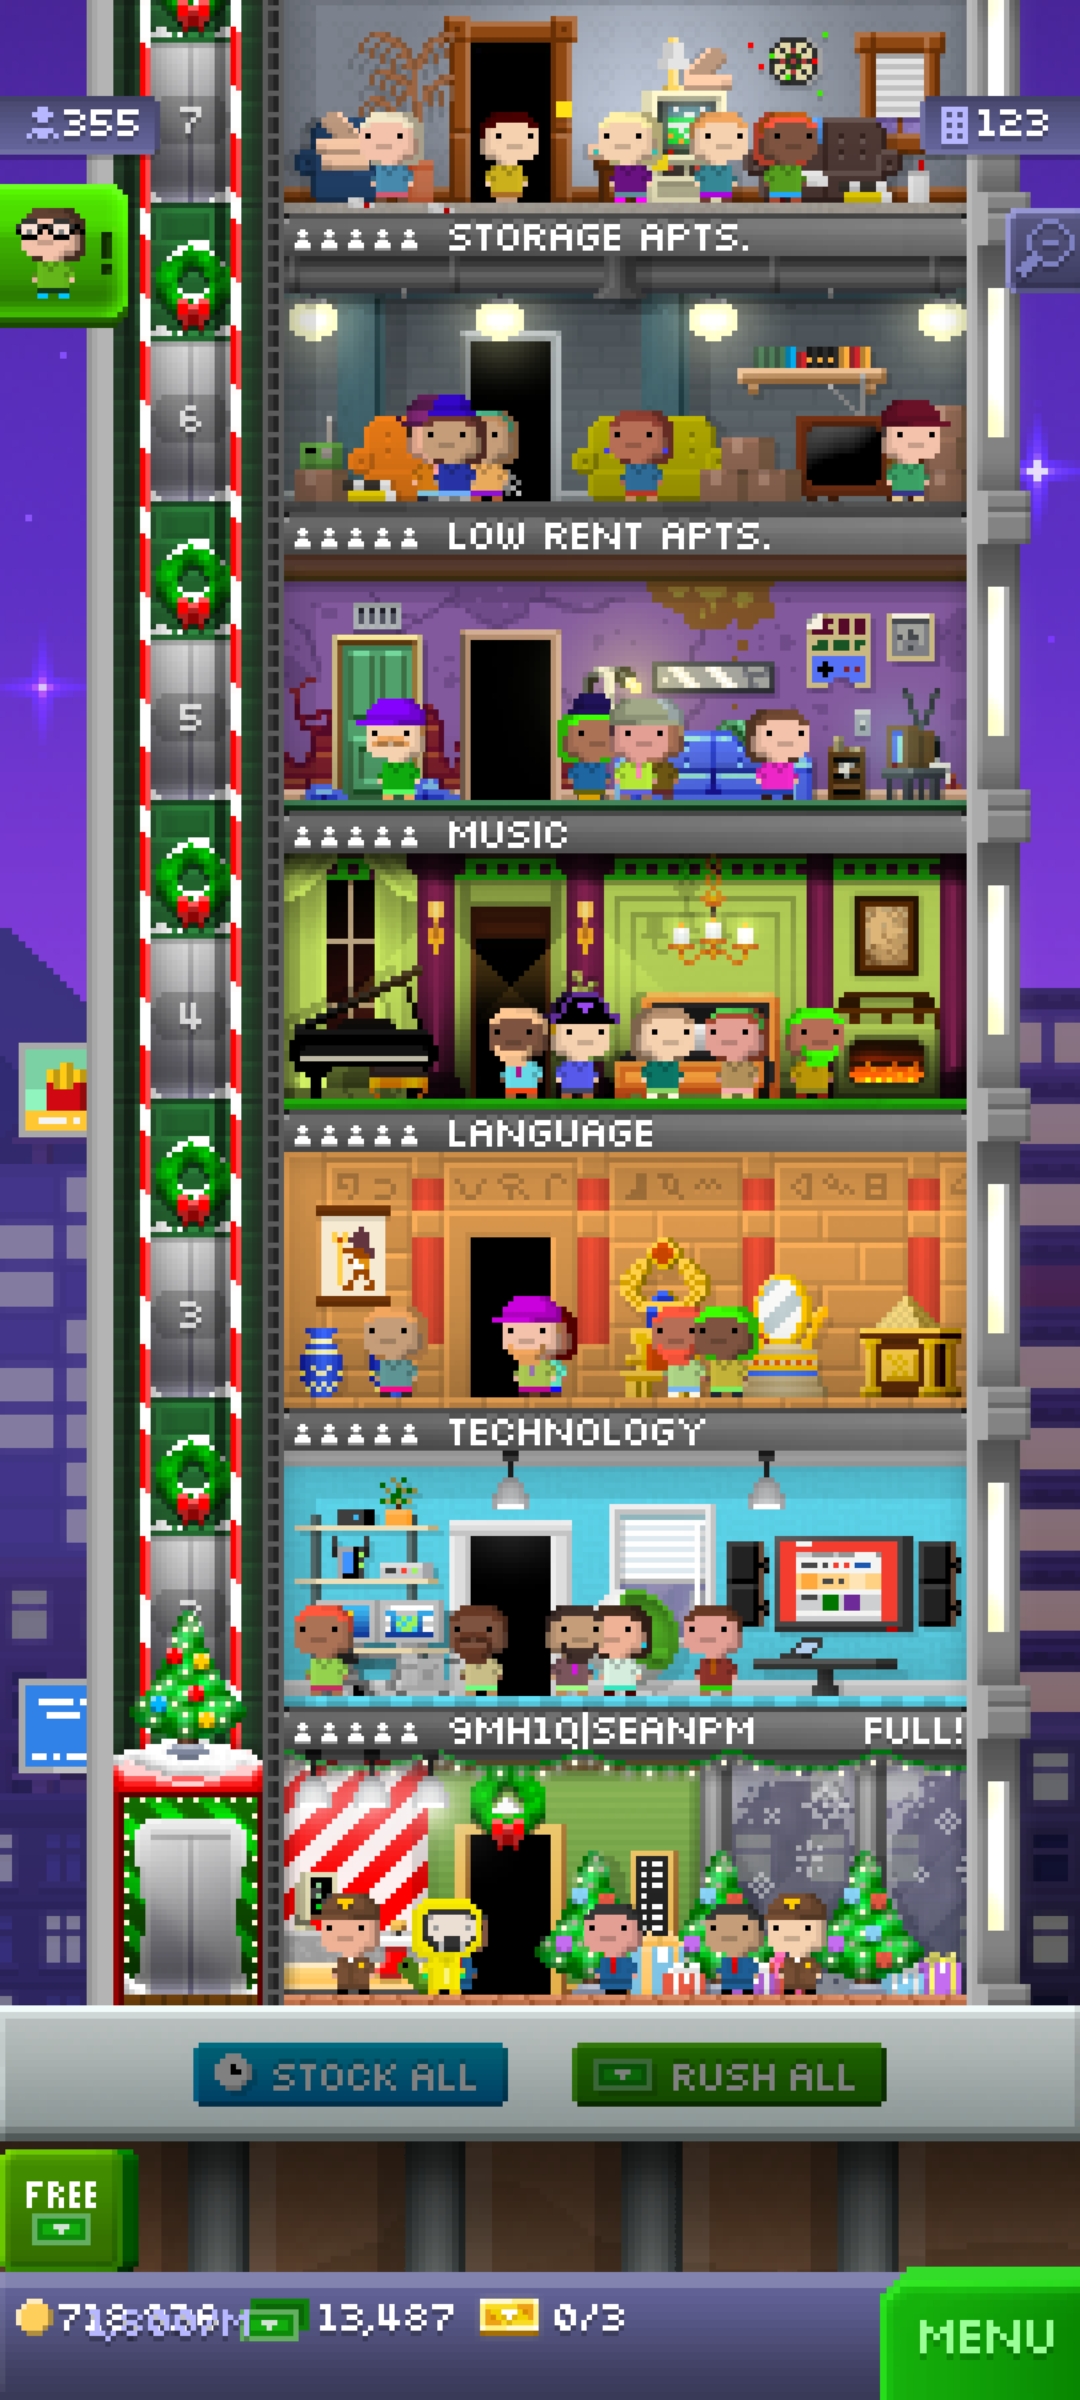 7
355
123
STORAGE APTS.
6
LOW RENT APTS.
5
MUSIC
4
LANGUAGE
3
TECHNOLOGY
9MH1Q|SEANPM FULL!
STOCK ALL
RUSH ALL
FREE
13,487
0/3
MENU